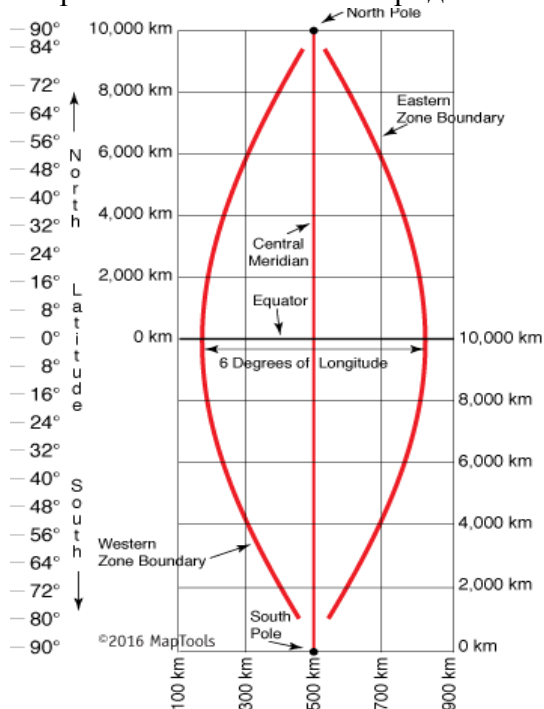 North Pole
90°
84°
72°
64°
56°
48°
40°
32°
24°
16°
8°
0°
8°
16°
24°
32°
40°
48°
56°
64°
72°
80°
90°
North
Latitude
South
10,000 km
8,000 km
6,000 km
4,000 km
2,000 km
0 km
Eastern
Zone Boundary
Central
Meridian
Equator
6 Degrees of Longitude
10,000 km
8,000 km
6,000 km
4,000 km
2,000 km
0 km
Western
Zone Boundary
South
Pole
©2016 MapTools
100 km
300 km
500 km
700 km
900 km